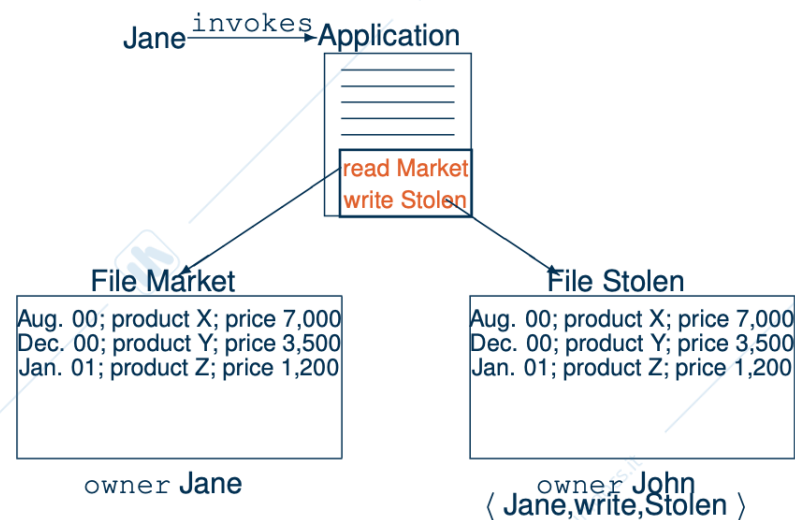 invokes
Jane Application
read Market
write Stolen
File Market
File Stolen
Aug. 00; product X; price 7,000
Dec. 00; product Y; price 3,500
Jan. 01; product Z; price 1,200
Aug. 00; product X; price 7,000
Dec. 00; product Y; price 3,500
Jan. 01; product Z; price 1,200
owner Jane
owner John
⟨ Jane,write,Stolen ⟩